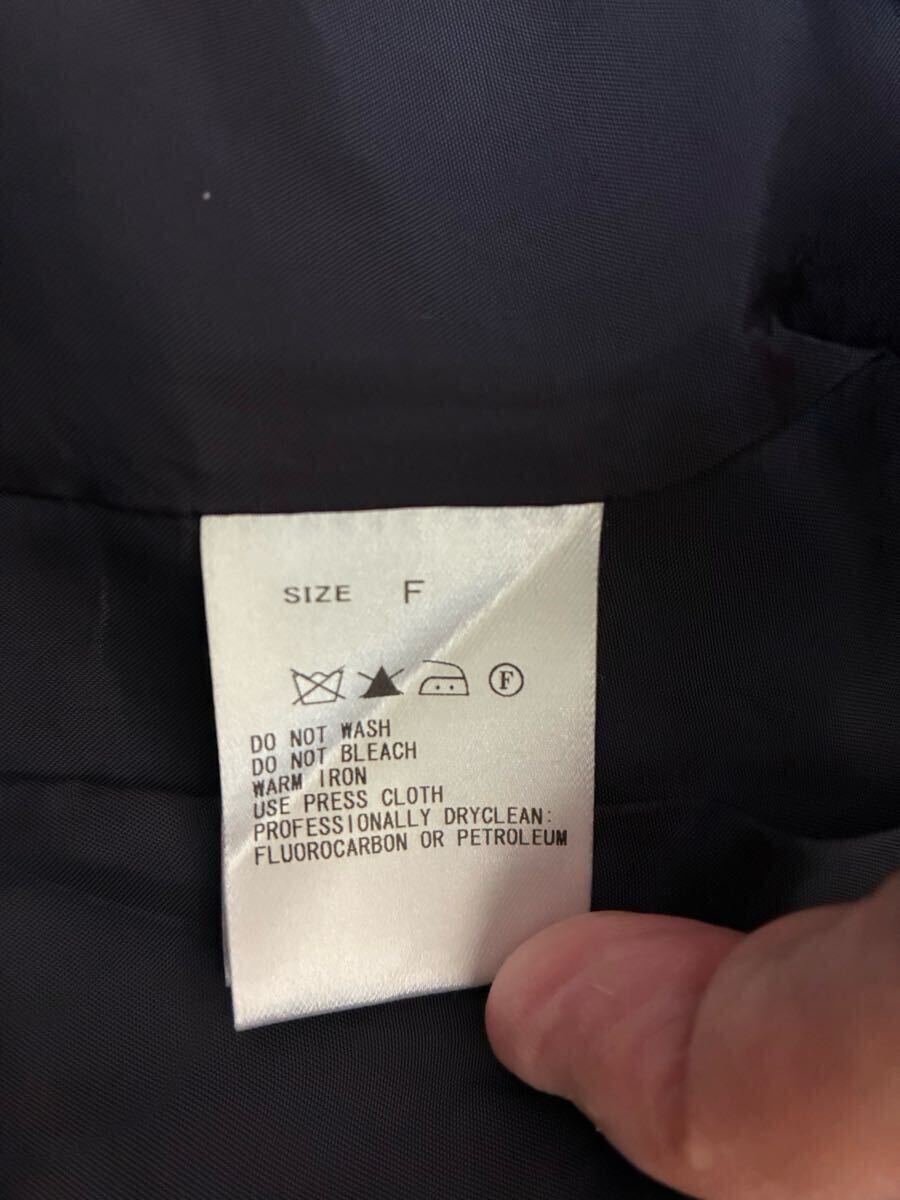 SIZE F
F
DO NOT WASH
DO NOT BLEACH
WARM IRON
USE PRESS CLOTH
PROFESSIONALLY DRYCLEAN:
FLUOROCARBON OR PETROLEUM